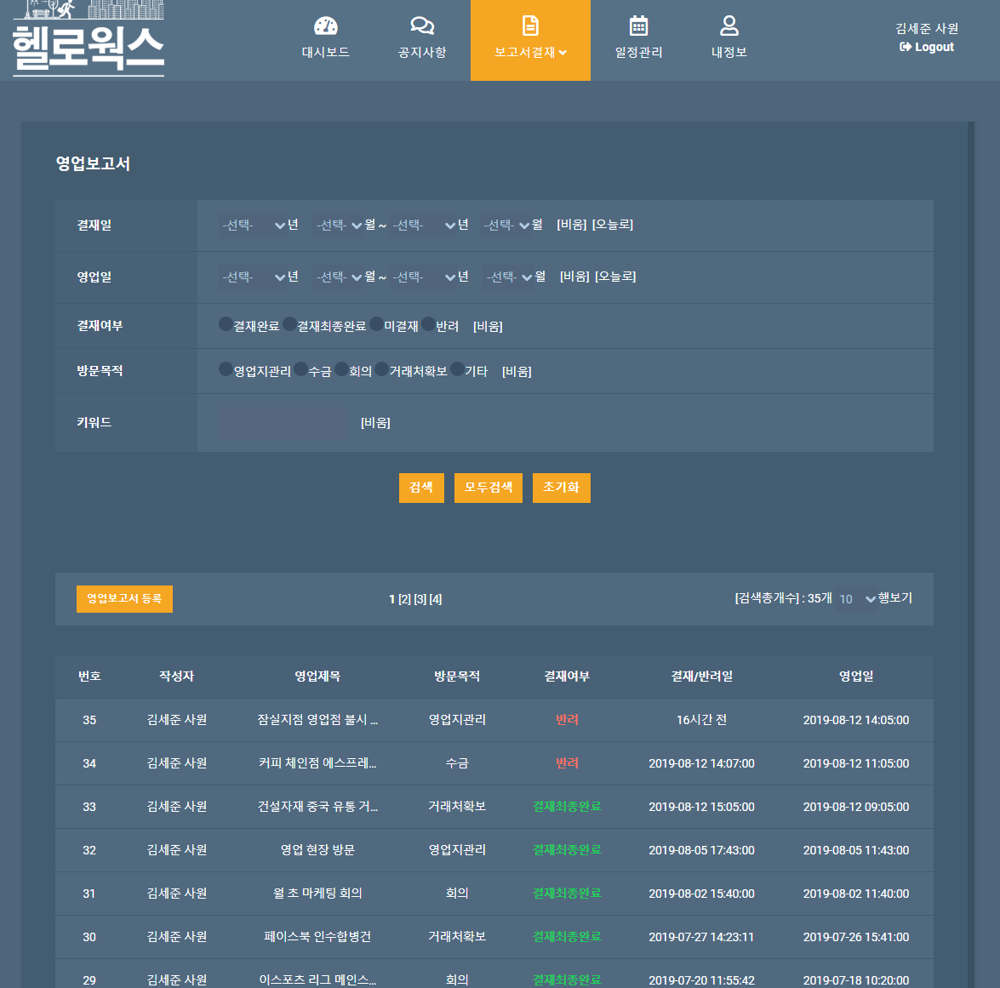 헬로웍스
대시보드 공지사항 보고서결재 일정관리 내정보
김세준 사원
Logout
영업보고서
결재일 -선택- 년 -선택- 월 ~ -선택- 년 -선택- 월 [비움] [오늘로]
영업일 -선택- 년 -선택- 월 ~ -선택- 년 -선택- 월 [비움] [오늘로]
결재여부 결재완료 결재최종완료 미결재 반려 [비움]
방문목적 영업지관리 수금 회의 거래처확보 기타 [비움]
키워드 [비움]
검색 모두검색 초기화
영업보고서 등록 1 [2] [3] [4] [검색총개수] : 35개 10 행보기
번호 작성자 영업제목 방문목적 결재여부 결재/반려일 영업일
35 김세준 사원 잠실지점 영업점 불시 ... 영업지관리 반려 16시간 전 2019-08-12 14:05:00
34 김세준 사원 커피 체인점 에스프레... 수금 반려 2019-08-12 14:07:00 2019-08-12 11:05:00
33 김세준 사원 건설자재 중국 유통 거... 거래처확보 결재최종완료 2019-08-12 15:05:00 2019-08-12 09:05:00
32 김세준 사원 영업 현장 방문 영업지관리 결재최종완료 2019-08-05 17:43:00 2019-08-05 11:43:00
31 김세준 사원 월 초 마케팅 회의 회의 결재최종완료 2019-08-02 15:40:00 2019-08-02 11:40:00
30 김세준 사원 페이스북 인수합병건 거래처확보 결재최종완료 2019-07-27 14:23:11 2019-07-26 15:41:00
29 김세준 사원 이스포츠 리그 메인스... 회의 결재최종완료 2019-07-20 11:55:42 2019-07-18 10:20:00